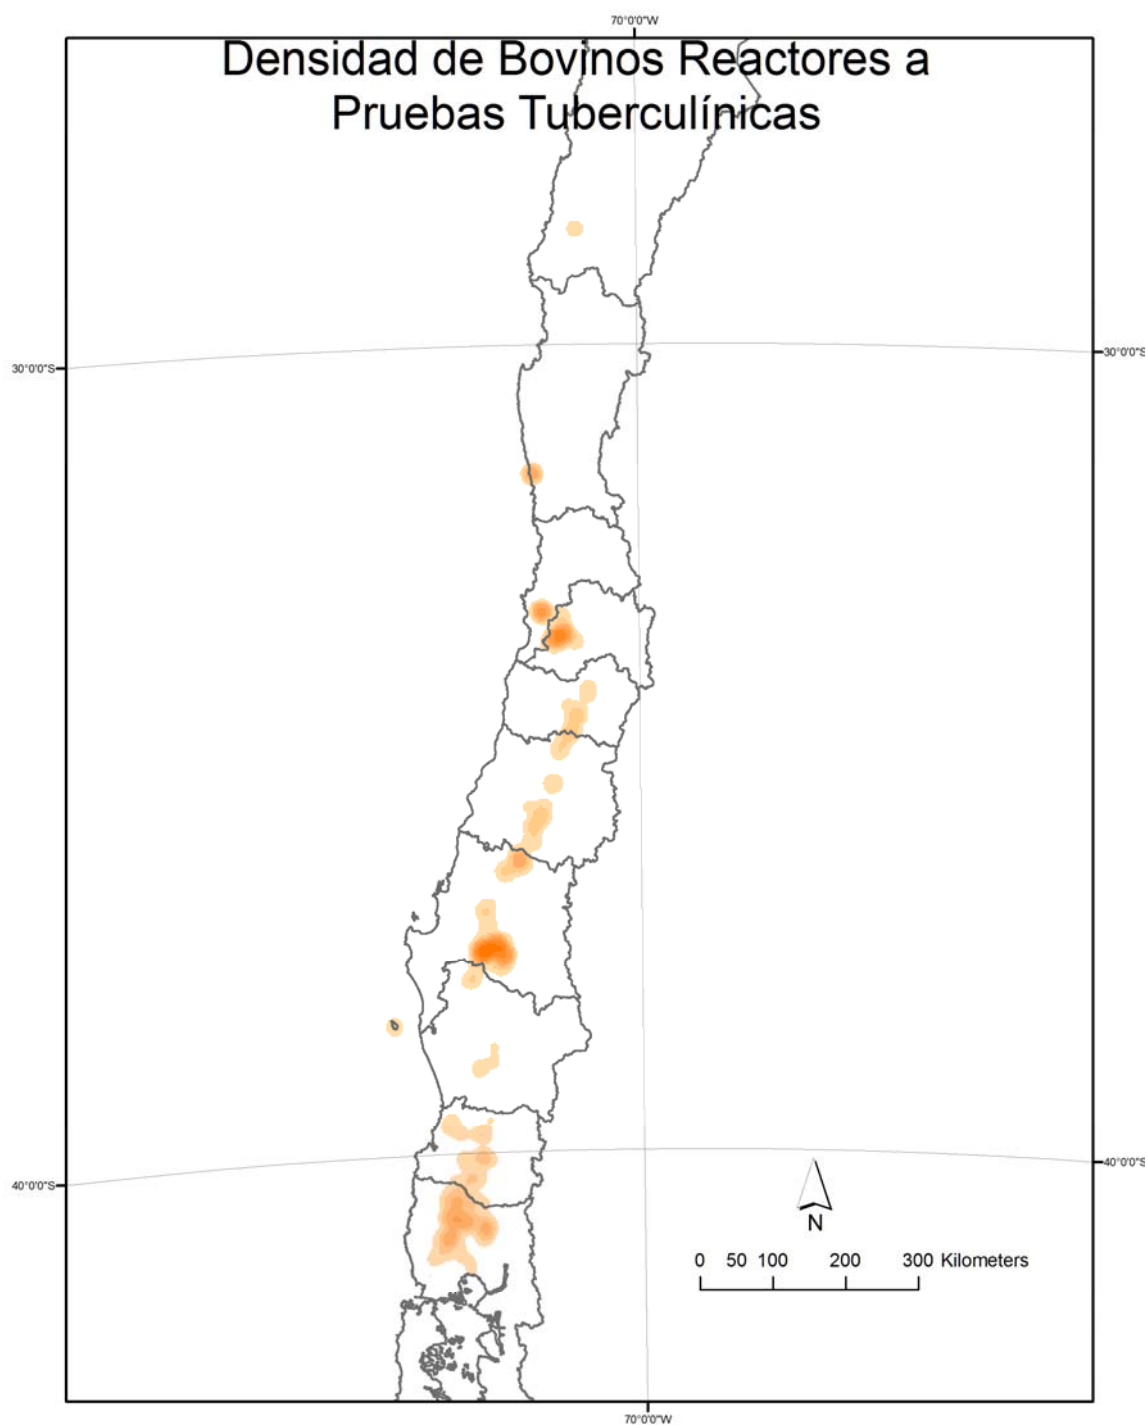 70°0'0"W
Densidad de Bovinos Reactores a
Pruebas Tuberculínicas
30°0'0"S
30°0'0"S
40°0'0"S
40°0'0"S
N
0 50 100 200 300 Kilometers
70°0'0"W